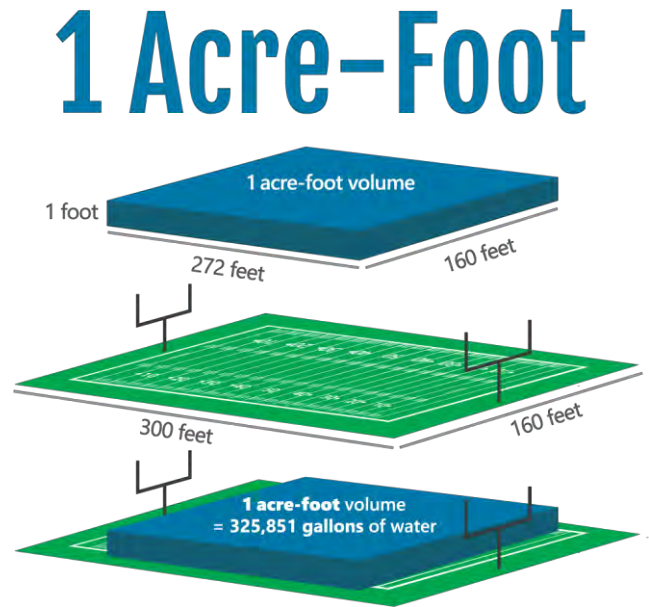 1 Acre-Foot
1 acre-foot volume
1 foot
272 feet
160 feet
300 feet
160 feet
1 acre-foot volume
= 325,851 gallons of water